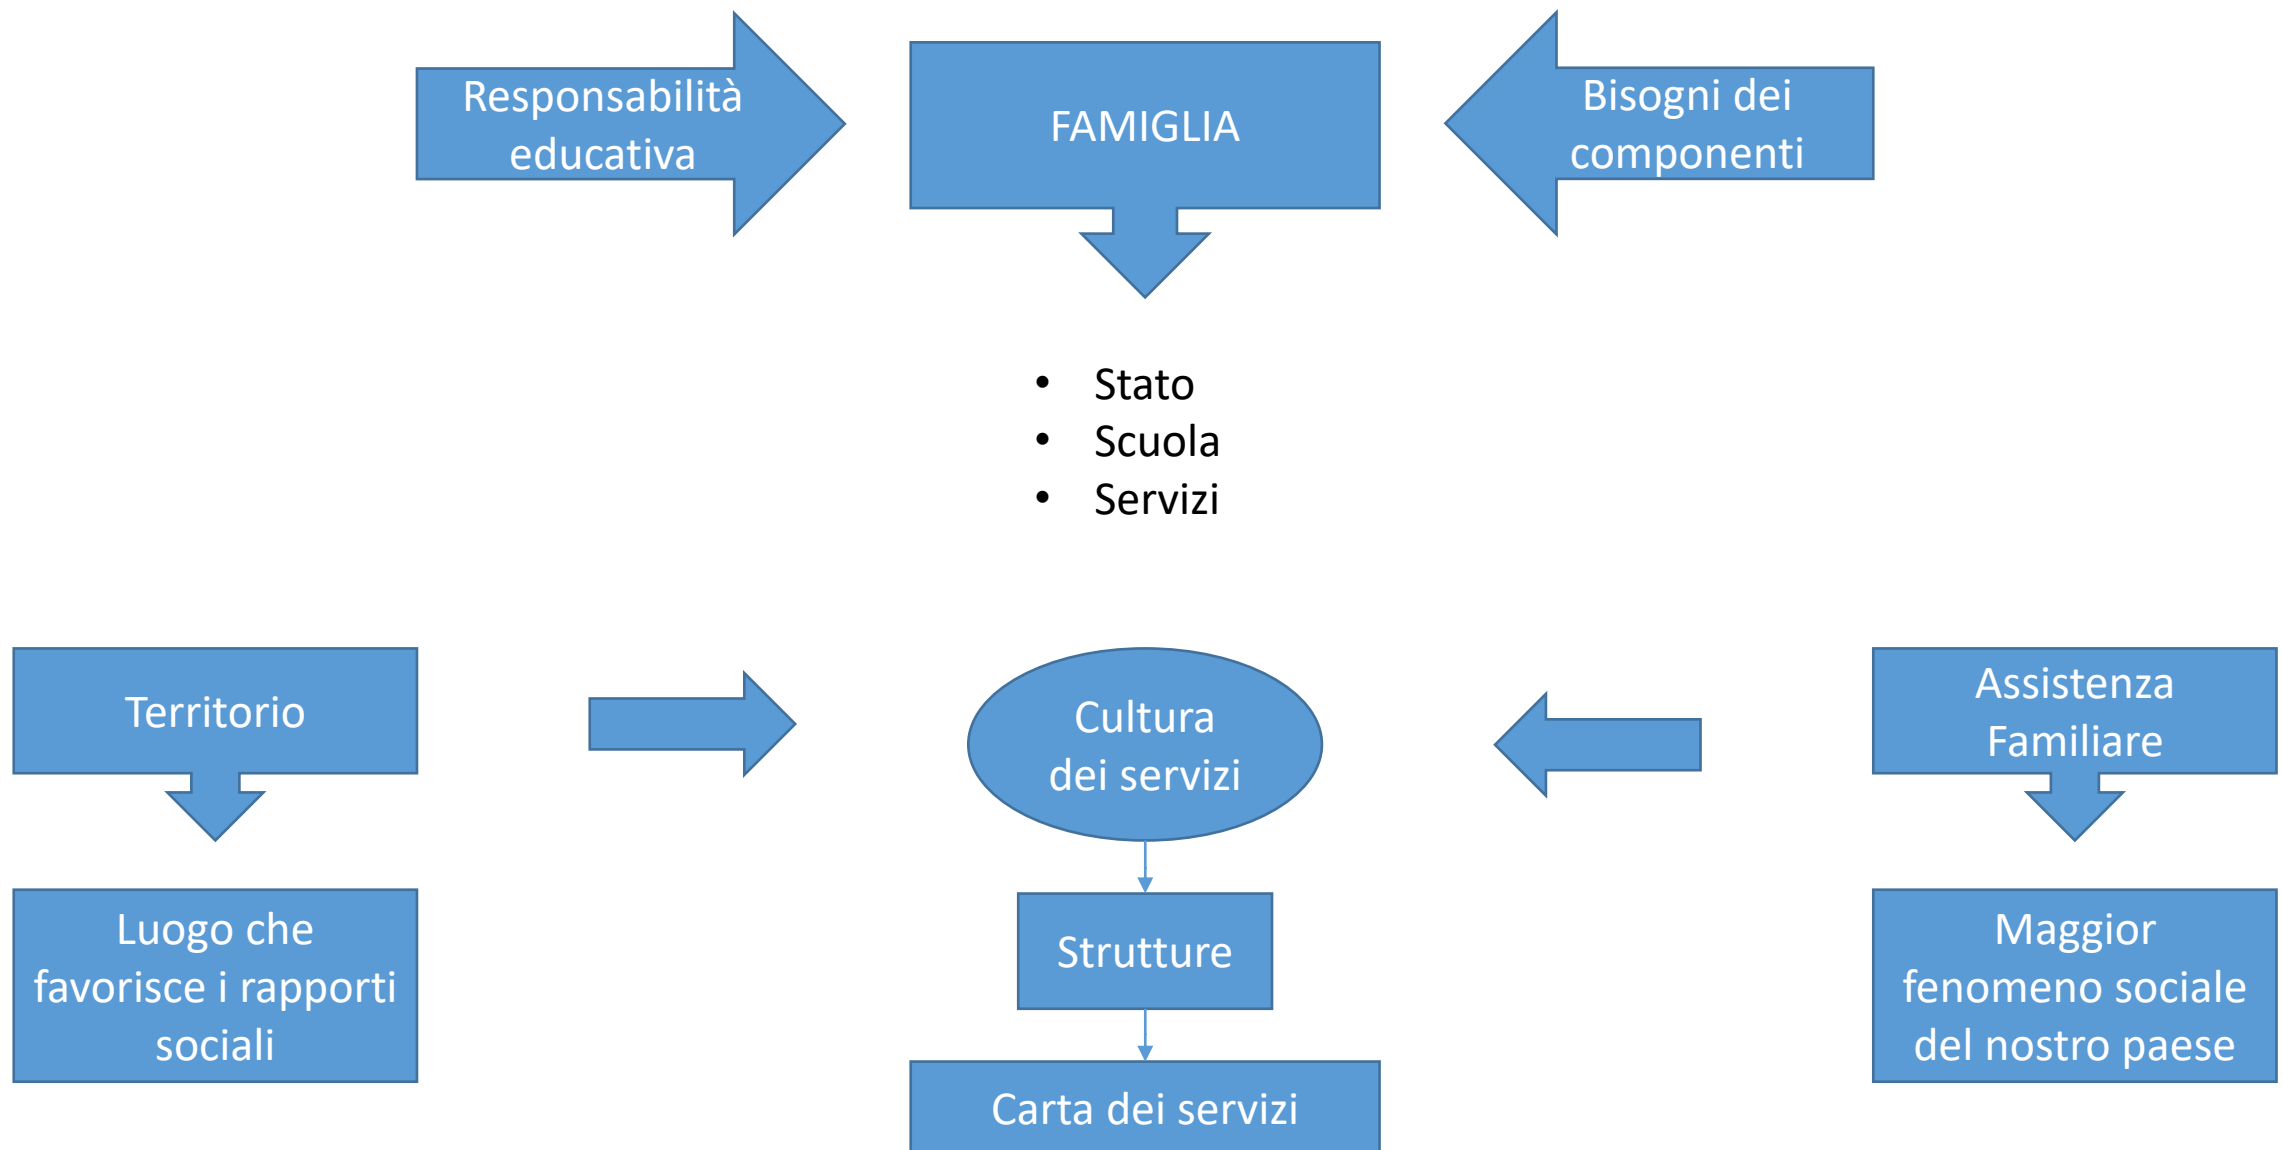 Responsabilità
educativa
FAMIGLIA
Bisogni dei
componenti
• Stato
• Scuola
• Servizi
Territorio
Cultura
dei servizi
Assistenza
Familiare
Luogo che
favorisce i rapporti
sociali
Strutture
Maggior
fenomeno sociale
del nostro paese
Carta dei servizi